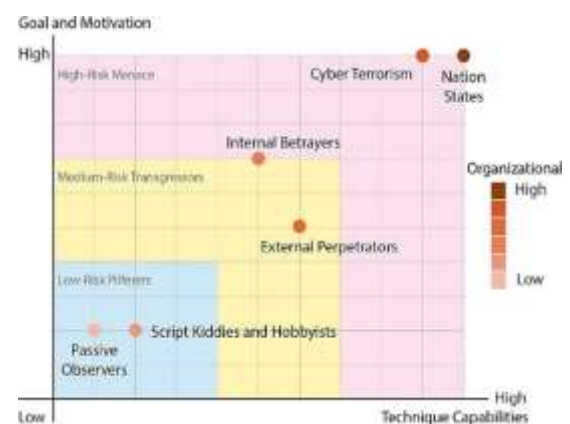 Goal and Motivation
High
High-Risk Menace
Cyber Terrorism
Nation
States
Internal Betrayers
Medium-Risk Transgressors
Organizational
High
Low
External Perpetrators
Low-Risk Pilferers
Script Kiddies and Hobbyists
Passive
Observers
High
Low
Technique Capabilities